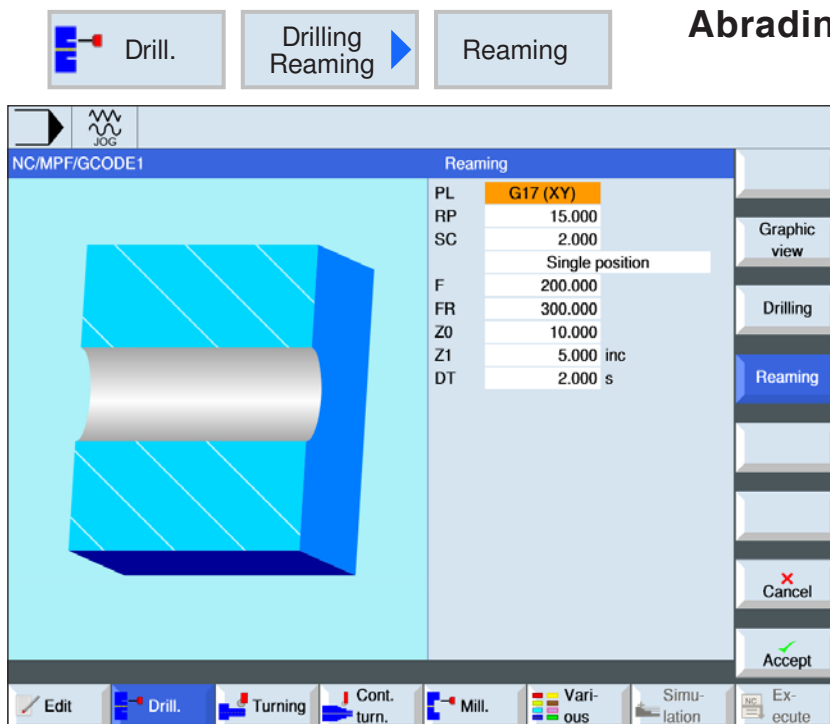 Abradin
Drill.
Drilling
Reaming
Reaming
JOG
NC/MPF/GCODE1
Reaming
PL G17 (XY)
RP 15.000
SC 2.000
Single position
F 200.000
FR 300.000
Z0 10.000
Z1 5.000 inc
DT 2.000 s
Graphic
view
Drilling
Reaming
Cancel
Accept
Edit
Drill.
Turning
Cont.
turn.
Mill.
Vari-
ous
Simu-
lation
NC
Ex-
ecute